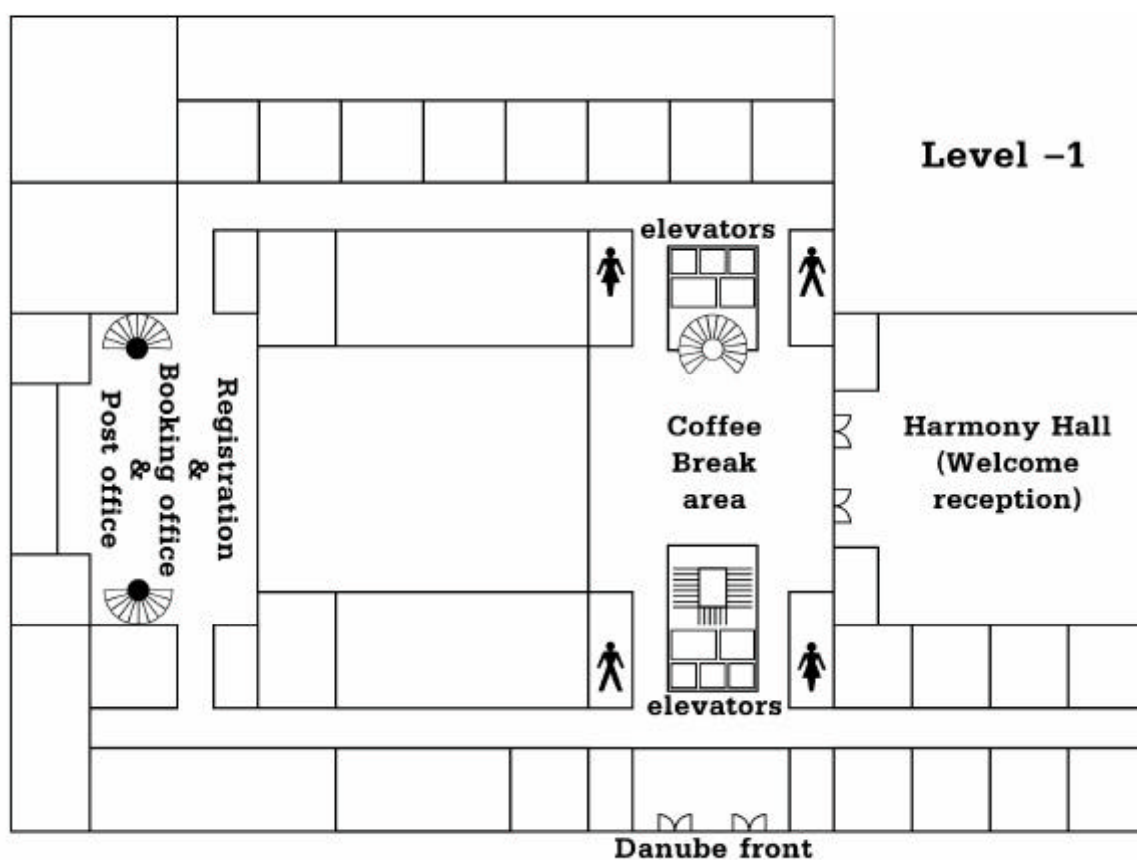 Level –1
elevators
Registration
&
Booking office
&
Post office
Coffee
Break
area
Harmony Hall
(Welcome
reception)
elevators
Danube front